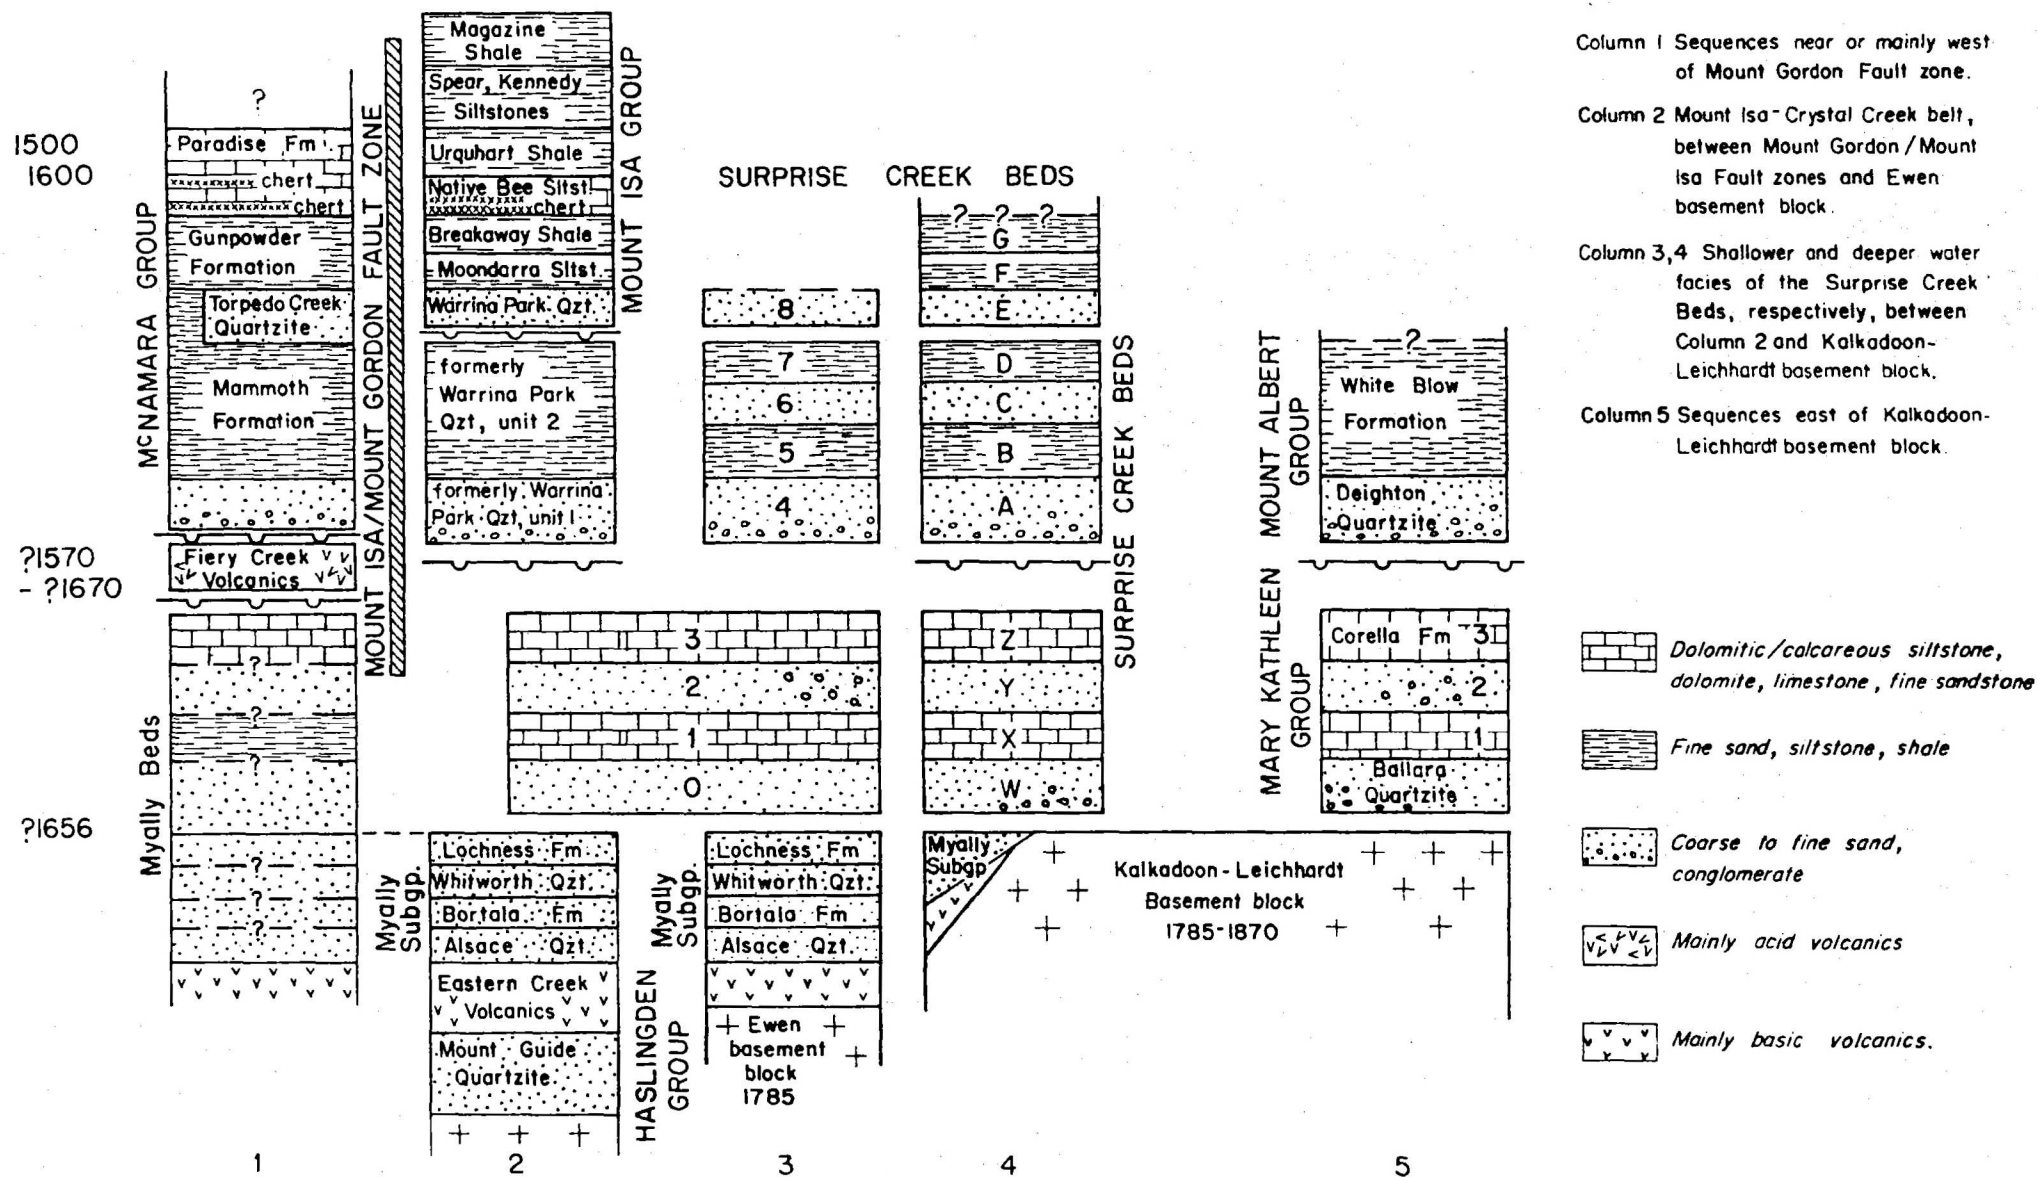 1500
1600
?1570
- ?1670
?1656
McNAMARA GROUP
Myally Beds
?
Paradise Fm
chert
chert
Gunpowder
Formation
Torpedo Creek
Quartzite
Mammoth
Formation
Fiery Creek
Volcanics
?
?
?
?
?
?
1
MOUNT ISA/MOUNT GORDON FAULT ZONE
Magazine
Shale
Spear, Kennedy
Siltstones
Urquhart Shale
Native Bee Sltst.
chert
Breakaway Shale
Moondarra Sltst.
Warrina Park Qzt.
MOUNT ISA GROUP
formerly
Warrina Park
Qzt, unit 2
formerly Warrina
Park Qzt, unit 1
Myally
Subgp.
Lochness Fm
Whitworth Qzt.
Bortala Fm
Alsace Qzt.
Eastern Creek
Volcanics
Mount Guide
Quartzite
HASLINGDEN
GROUP
2
SURPRISE CREEK BEDS
8
7
6
5
4
3
2
1
0
Myally
Subgp.
Lochness Fm
Whitworth Qzt.
Bortala Fm
Alsace Qzt.
Ewen
basement
block
1785
3
? ? ?
G
F
E
D
C
B
A
Z
Y
X
W
SURPRISE CREEK BEDS
Myally
Subgp
Kalkadoon-Leichhardt
Basement block
1785-1870
4
MOUNT ALBERT
GROUP
?
White Blow
Formation
Deighton
Quartzite
MARY KATHLEEN
GROUP
Corella Fm 3
2
1
Ballara
Quartzite
5
Column 1 Sequences near or mainly west
of Mount Gordon Fault zone.
Column 2 Mount Isa-Crystal Creek belt,
between Mount Gordon/Mount
Isa Fault zones and Ewen
basement block.
Column 3,4 Shallower and deeper water
facies of the Surprise Creek
Beds, respectively, between
Column 2 and Kalkadoon-
Leichhardt basement block.
Column 5 Sequences east of Kalkadoon-
Leichhardt basement block.
Dolomitic/calcareous siltstone,
dolomite, limestone, fine sandstone
Fine sand, siltstone, shale
Coarse to fine sand,
conglomerate
Mainly acid volcanics
Mainly basic volcanics.